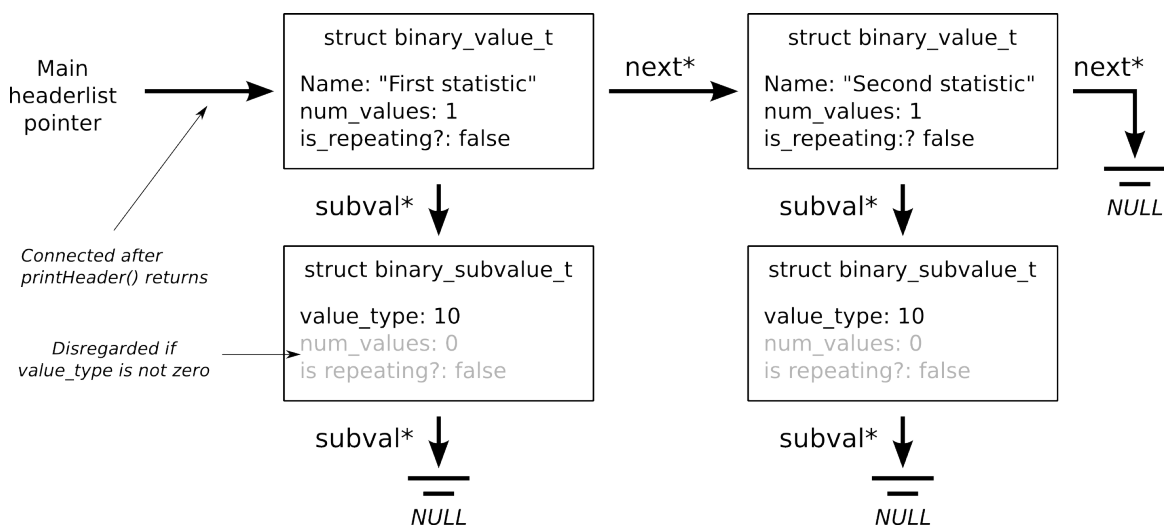 Main
headerlist
pointer
struct binary_value_t
Name: "First statistic"
num_values: 1
is_repeating?: false
next*
struct binary_value_t
Name: "Second statistic"
num_values: 1
is_repeating:? false
next*
NULL
Connected after
printHeader() returns
subval*
subval*
struct binary_subvalue_t
value_type: 10
num_values: 0
is repeating?: false
struct binary_subvalue_t
value_type: 10
num_values: 0
is repeating?: false
Disregarded if
value_type is not zero
subval*
NULL
subval*
NULL